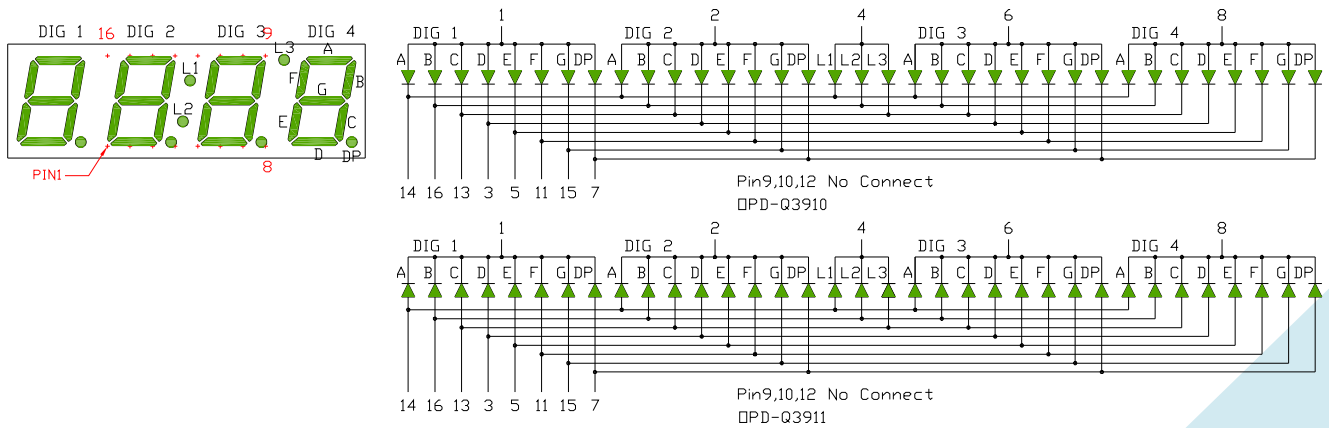 DIG 1 16 DIG 2 DIG 3 9 DIG 4
L3 A
L1 F B
G
L2
E C
D DP
PIN1 8
1 2 4 6 8
DIG 1 DIG 2 DIG 3 DIG 4
A B C D E F G DP A B C D E F G DP L1 L2 L3 A B C D E F G DP A B C D E F G DP
14 16 13 3 5 11 15 7
Pin9,10,12 No Connect
OPD-Q3910
1 2 4 6 8
DIG 1 DIG 2 DIG 3 DIG 4
A B C D E F G DP A B C D E F G DP L1 L2 L3 A B C D E F G DP A B C D E F G DP
14 16 13 3 5 11 15 7
Pin9,10,12 No Connect
OPD-Q3911